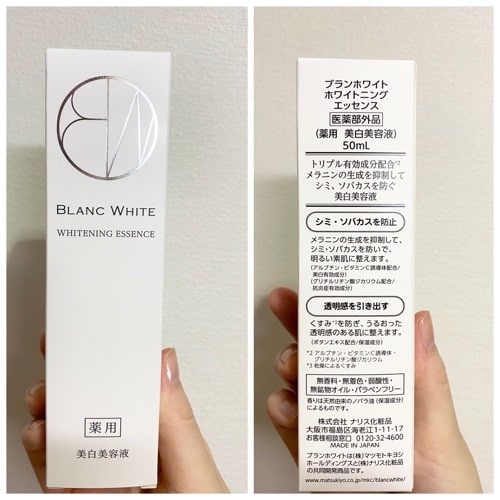 BLANC WHITE
WHITENING ESSENCE
薬用
美白美容液
ブランホワイト
ホワイトニング
エッセンス
医薬部外品
(薬用 美白美容液)
50mL
トリプル有効成分配合*2
メラニンの生成を抑制して
シミ、ソバカスを防ぐ
美白美容液
シミ・ソバカスを防止
メラニンの生成を抑制して、
シミ・ソバカスを防いで、
明るい素肌に整えます。
(アルブチン・ビタミンC誘導体配合/
美白有効成分)
(グリチルリチン酸ジカリウム配合/
抗炎症有効成分)
透明感を引き出す
くすみ*3を防ぎ、うるおった
透明感のある肌に整えます。
(ボタンエキス配合/保湿成分)
*2 アルブチン・ビタミンC誘導体・
グリチルリチン酸ジカリウム
*3 乾燥によるくすみ
無香料・無着色・弱酸性・
無鉱物オイル・パラベンフリー
香りは天然由来のノバラ油(保湿成分)
によるものです。
発売元 ナリス化粧品
大阪市福島区海老江1-11-17
お客様相談窓口 0120-32-4600
MADE IN JAPAN
ブランホワイトは(株)マツモトキヨシ
ホールディングスと(株)ナリス化粧品
の共同開発商品です。
www.matsukiyo.co.jp/mkc/blancwhite/